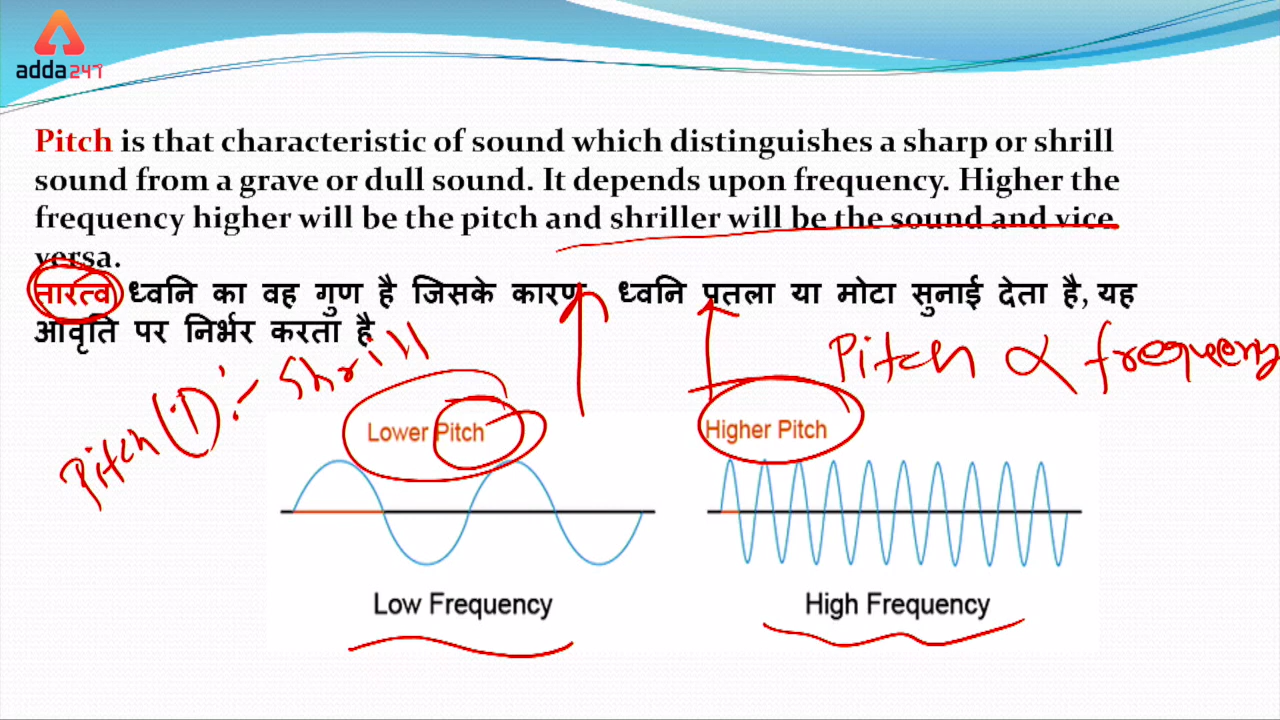 adda247
Pitch is that characteristic of sound which distinguishes a sharp or shrill
sound from a grave or dull sound. It depends upon frequency. Higher the
frequency higher will be the pitch and shriller will be the sound and vice
versa.
तारत्व ध्वनि का वह गुण है जिसके कारण ध्वनि पतला या मोटा सुनाई देता है, यह
आवृति पर निर्भर करता है
Pitch (↑) :- Shrill
Pitch ∝ frequency
Lower Pitch
Higher Pitch
Low Frequency
High Frequency